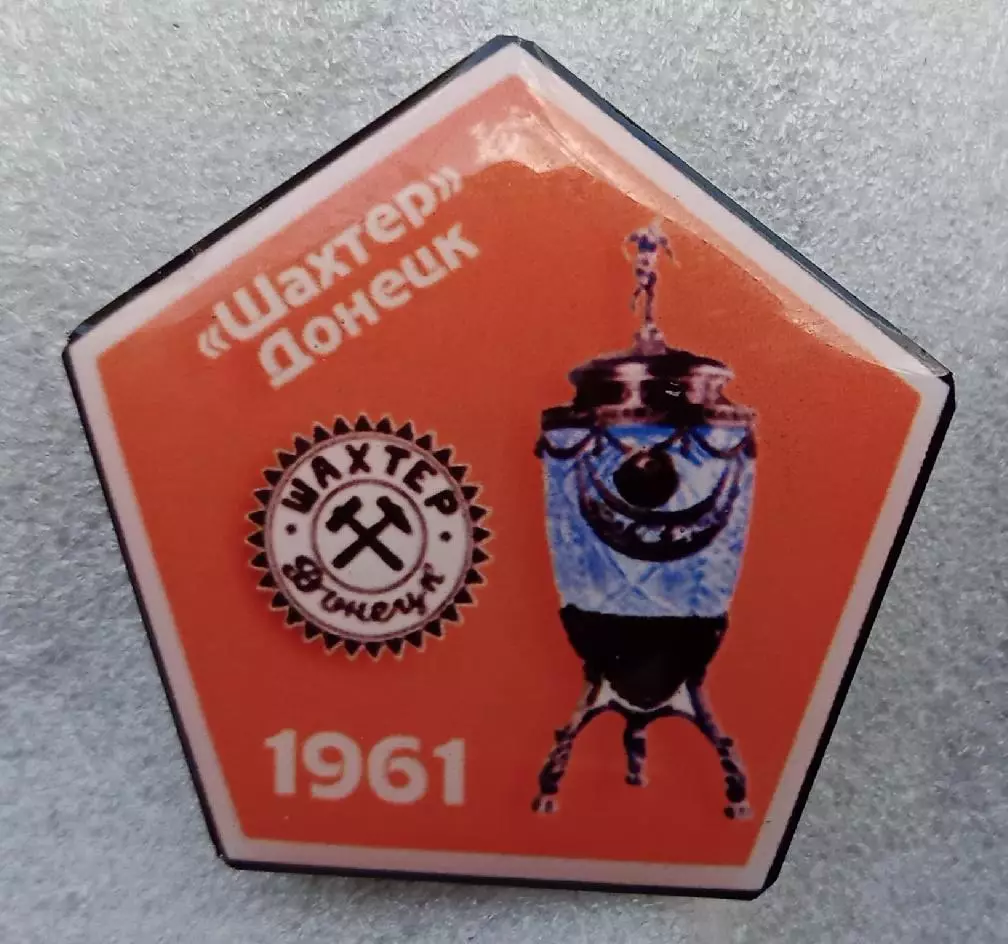 «Шахтер»
Донецк
ШАХТЕР
Донецк
1961